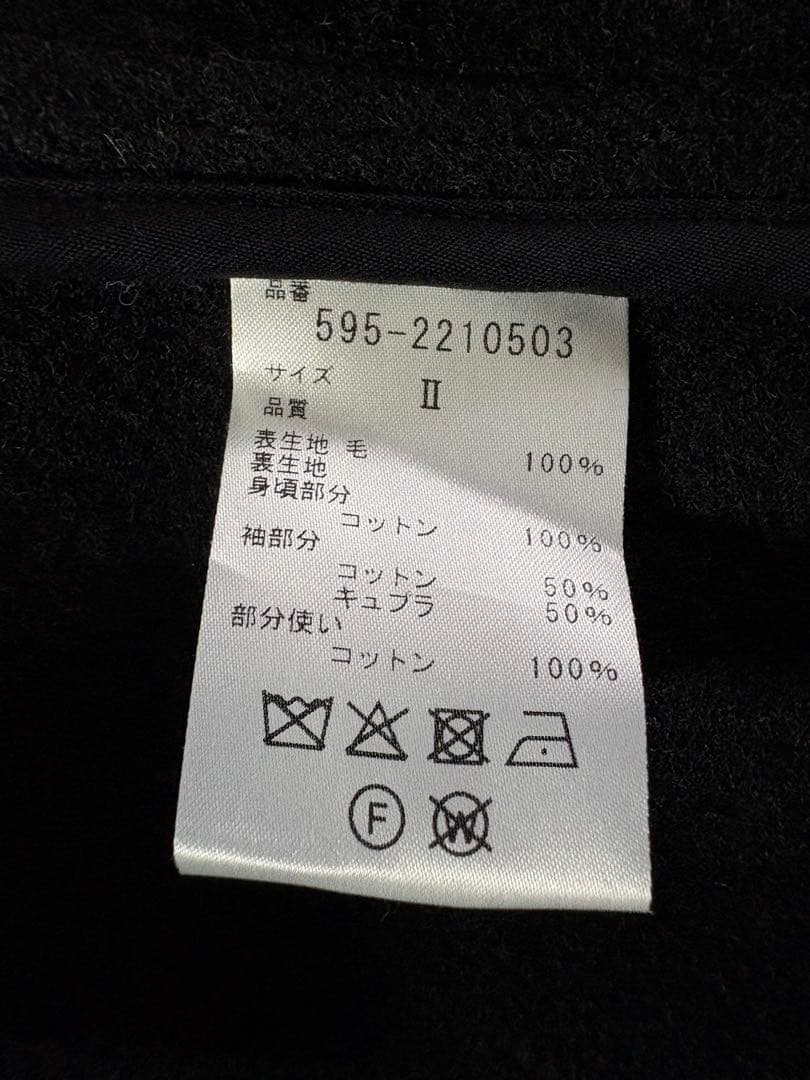 品番
595-2210503
サイズ Ⅱ
品質
表生地 毛 100%
裏生地
身頃部分
コットン 100%
袖部分
コットン 50%
キュプラ 50%
部分使い
コットン 100%
F W